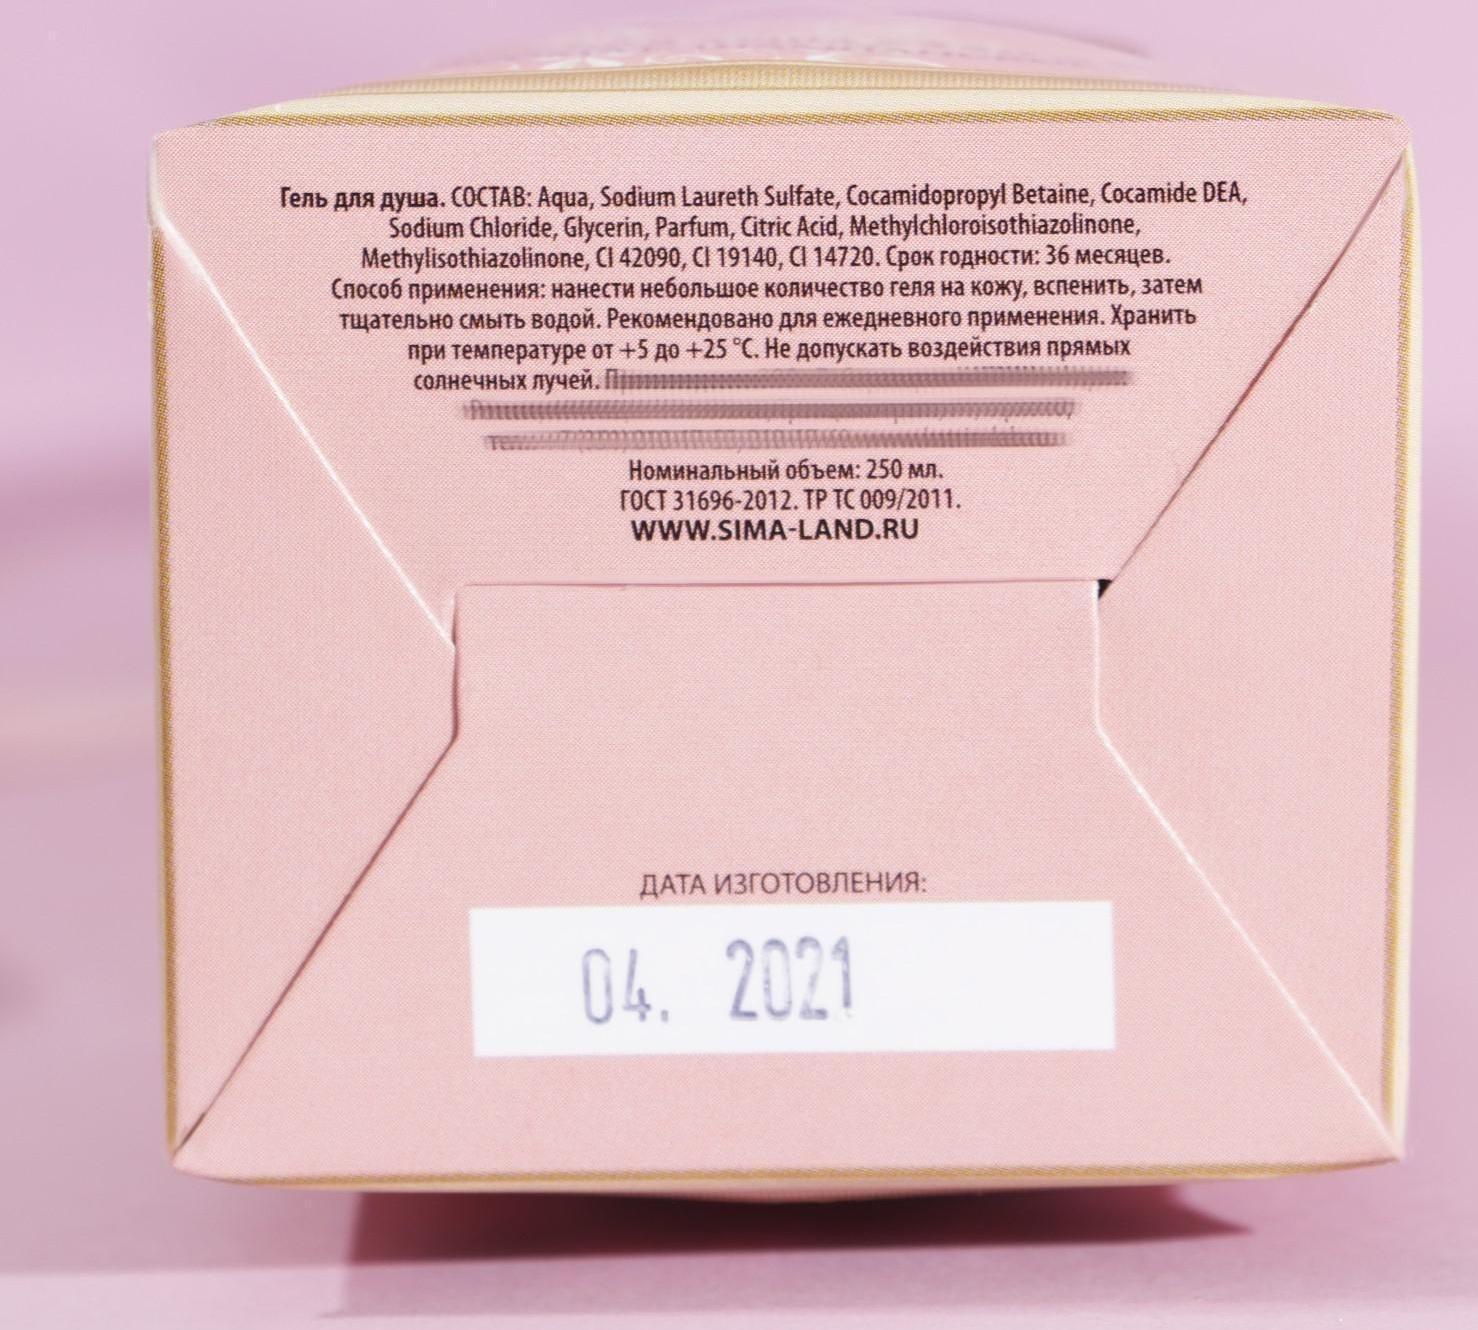 Гель для душа. СОСТАВ: Aqua, Sodium Laureth Sulfate, Cocamidopropyl Betaine, Cocamide DEA,
Sodium Chloride, Glycerin, Parfum, Citric Acid, Methylchloroisothiazolinone,
Methylisothiazolinone, CI 42090, CI 19140, CI 14720. Срок годности: 36 месяцев.
Способ применения: нанести небольшое количество геля на кожу, вспенить, затем
тщательно смыть водой. Рекомендовано для ежедневного применения. Хранить
при температуре от +5 до +25 °С. Не допускать воздействия прямых
солнечных лучей.
Номинальный объем: 250 мл.
ГОСТ 31696-2012. ТР ТС 009/2011.
WWW.SIMA-LAND.RU
ДАТА ИЗГОТОВЛЕНИЯ:
04. 2021